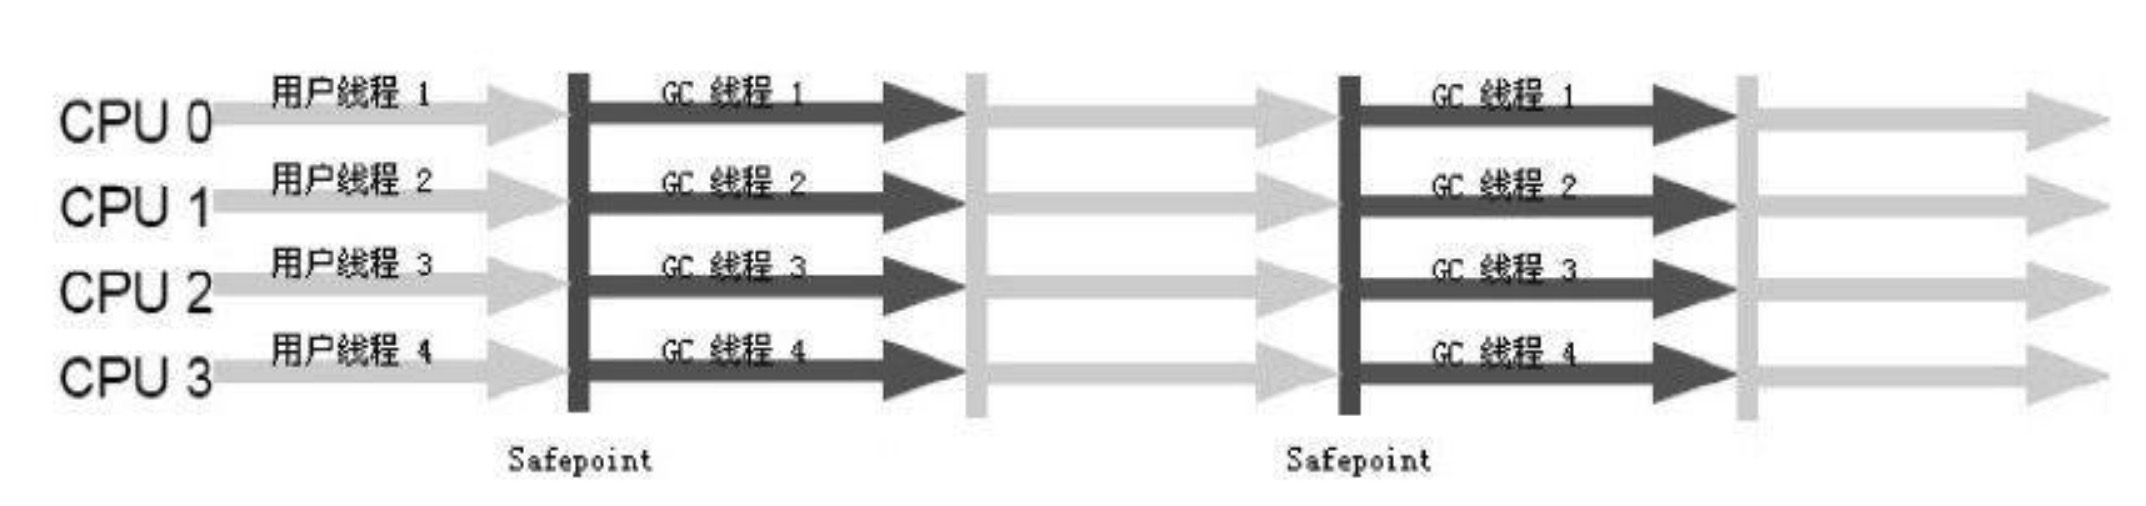 CPU 0 用户线程 1 GC 线程 1 GC 线程 1
CPU 1 用户线程 2 GC 线程 2 GC 线程 2
CPU 2 用户线程 3 GC 线程 3 GC 线程 3
CPU 3 用户线程 4 GC 线程 4 GC 线程 4
Safepoint Safepoint